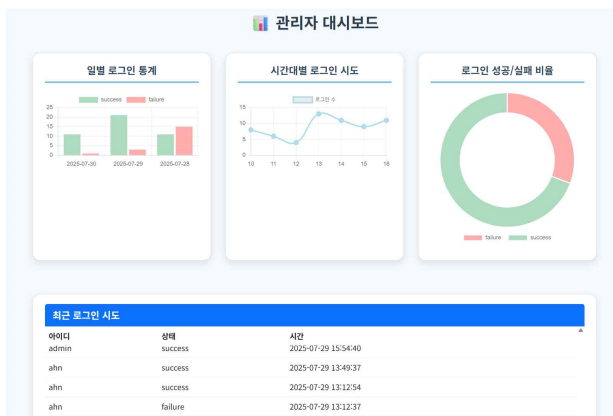 📊 관리자 대시보드
일별 로그인 통계
success failure
25
20
15
10
5
0
2025-07-30 2025-07-29 2025-07-28
시간대별 로그인 시도
로그인 수
15
10
5
0
10 11 12 13 14 15 16
로그인 성공/실패 비율
failure success
최근 로그인 시도
아이디 상태 시간
admin success 2025-07-29 15:54:40
ahn success 2025-07-29 13:49:37
ahn success 2025-07-29 13:12:54
ahn failure 2025-07-29 13:12:37